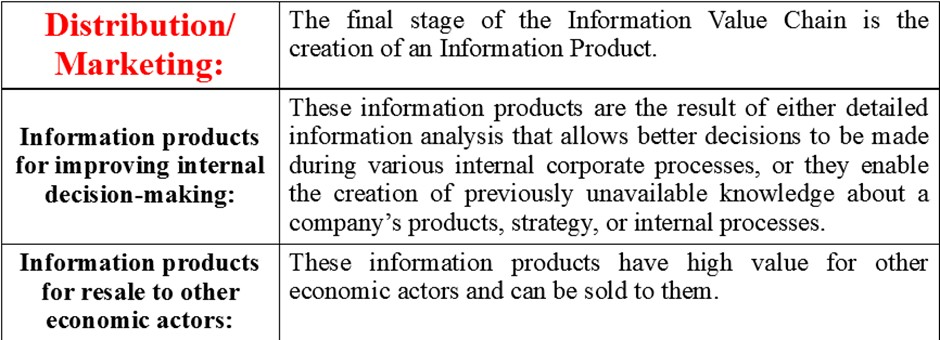 Distribution/
Marketing:
The final stage of the Information Value Chain is the
creation of an Information Product.
Information products
for improving internal
decision-making:
These information products are the result of either detailed
information analysis that allows better decisions to be made
during various internal corporate processes, or they enable
the creation of previously unavailable knowledge about a
company’s products, strategy, or internal processes.
Information products
for resale to other
economic actors:
These information products have high value for other
economic actors and can be sold to them.